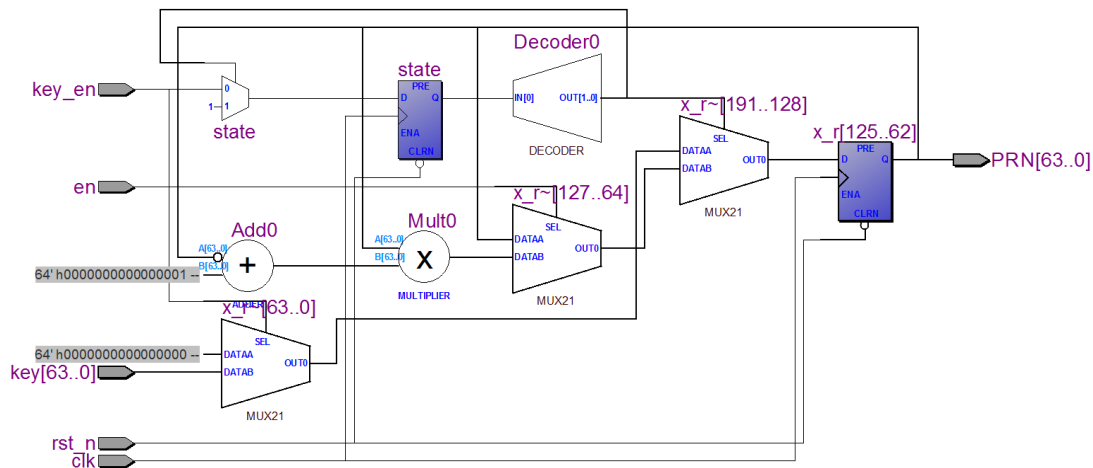 Decoder0
key_en
0
1
1
state
state
PRE
D
Q
ENA
CLRN
IN[0]
OUT[1..0]
DECODER
x_r~[191..128]
SEL
DATAA
DATAB
OUT0
MUX21
x_r[125..62]
PRE
D
Q
ENA
CLRN
PRN[63..0]
en
x_r~[127..64]
SEL
DATAA
DATAB
OUT0
MUX21
Mult0
A[63..0]
B[63..0]
X
MULTIPLIER
Add0
A[63..0]
B[63..0]
+
ADDER
64' h0000000000000001 --
x_r~[63..0]
SEL
DATAA
DATAB
OUT0
MUX21
64' h0000000000000000 --
key[63..0]
rst_n
clk